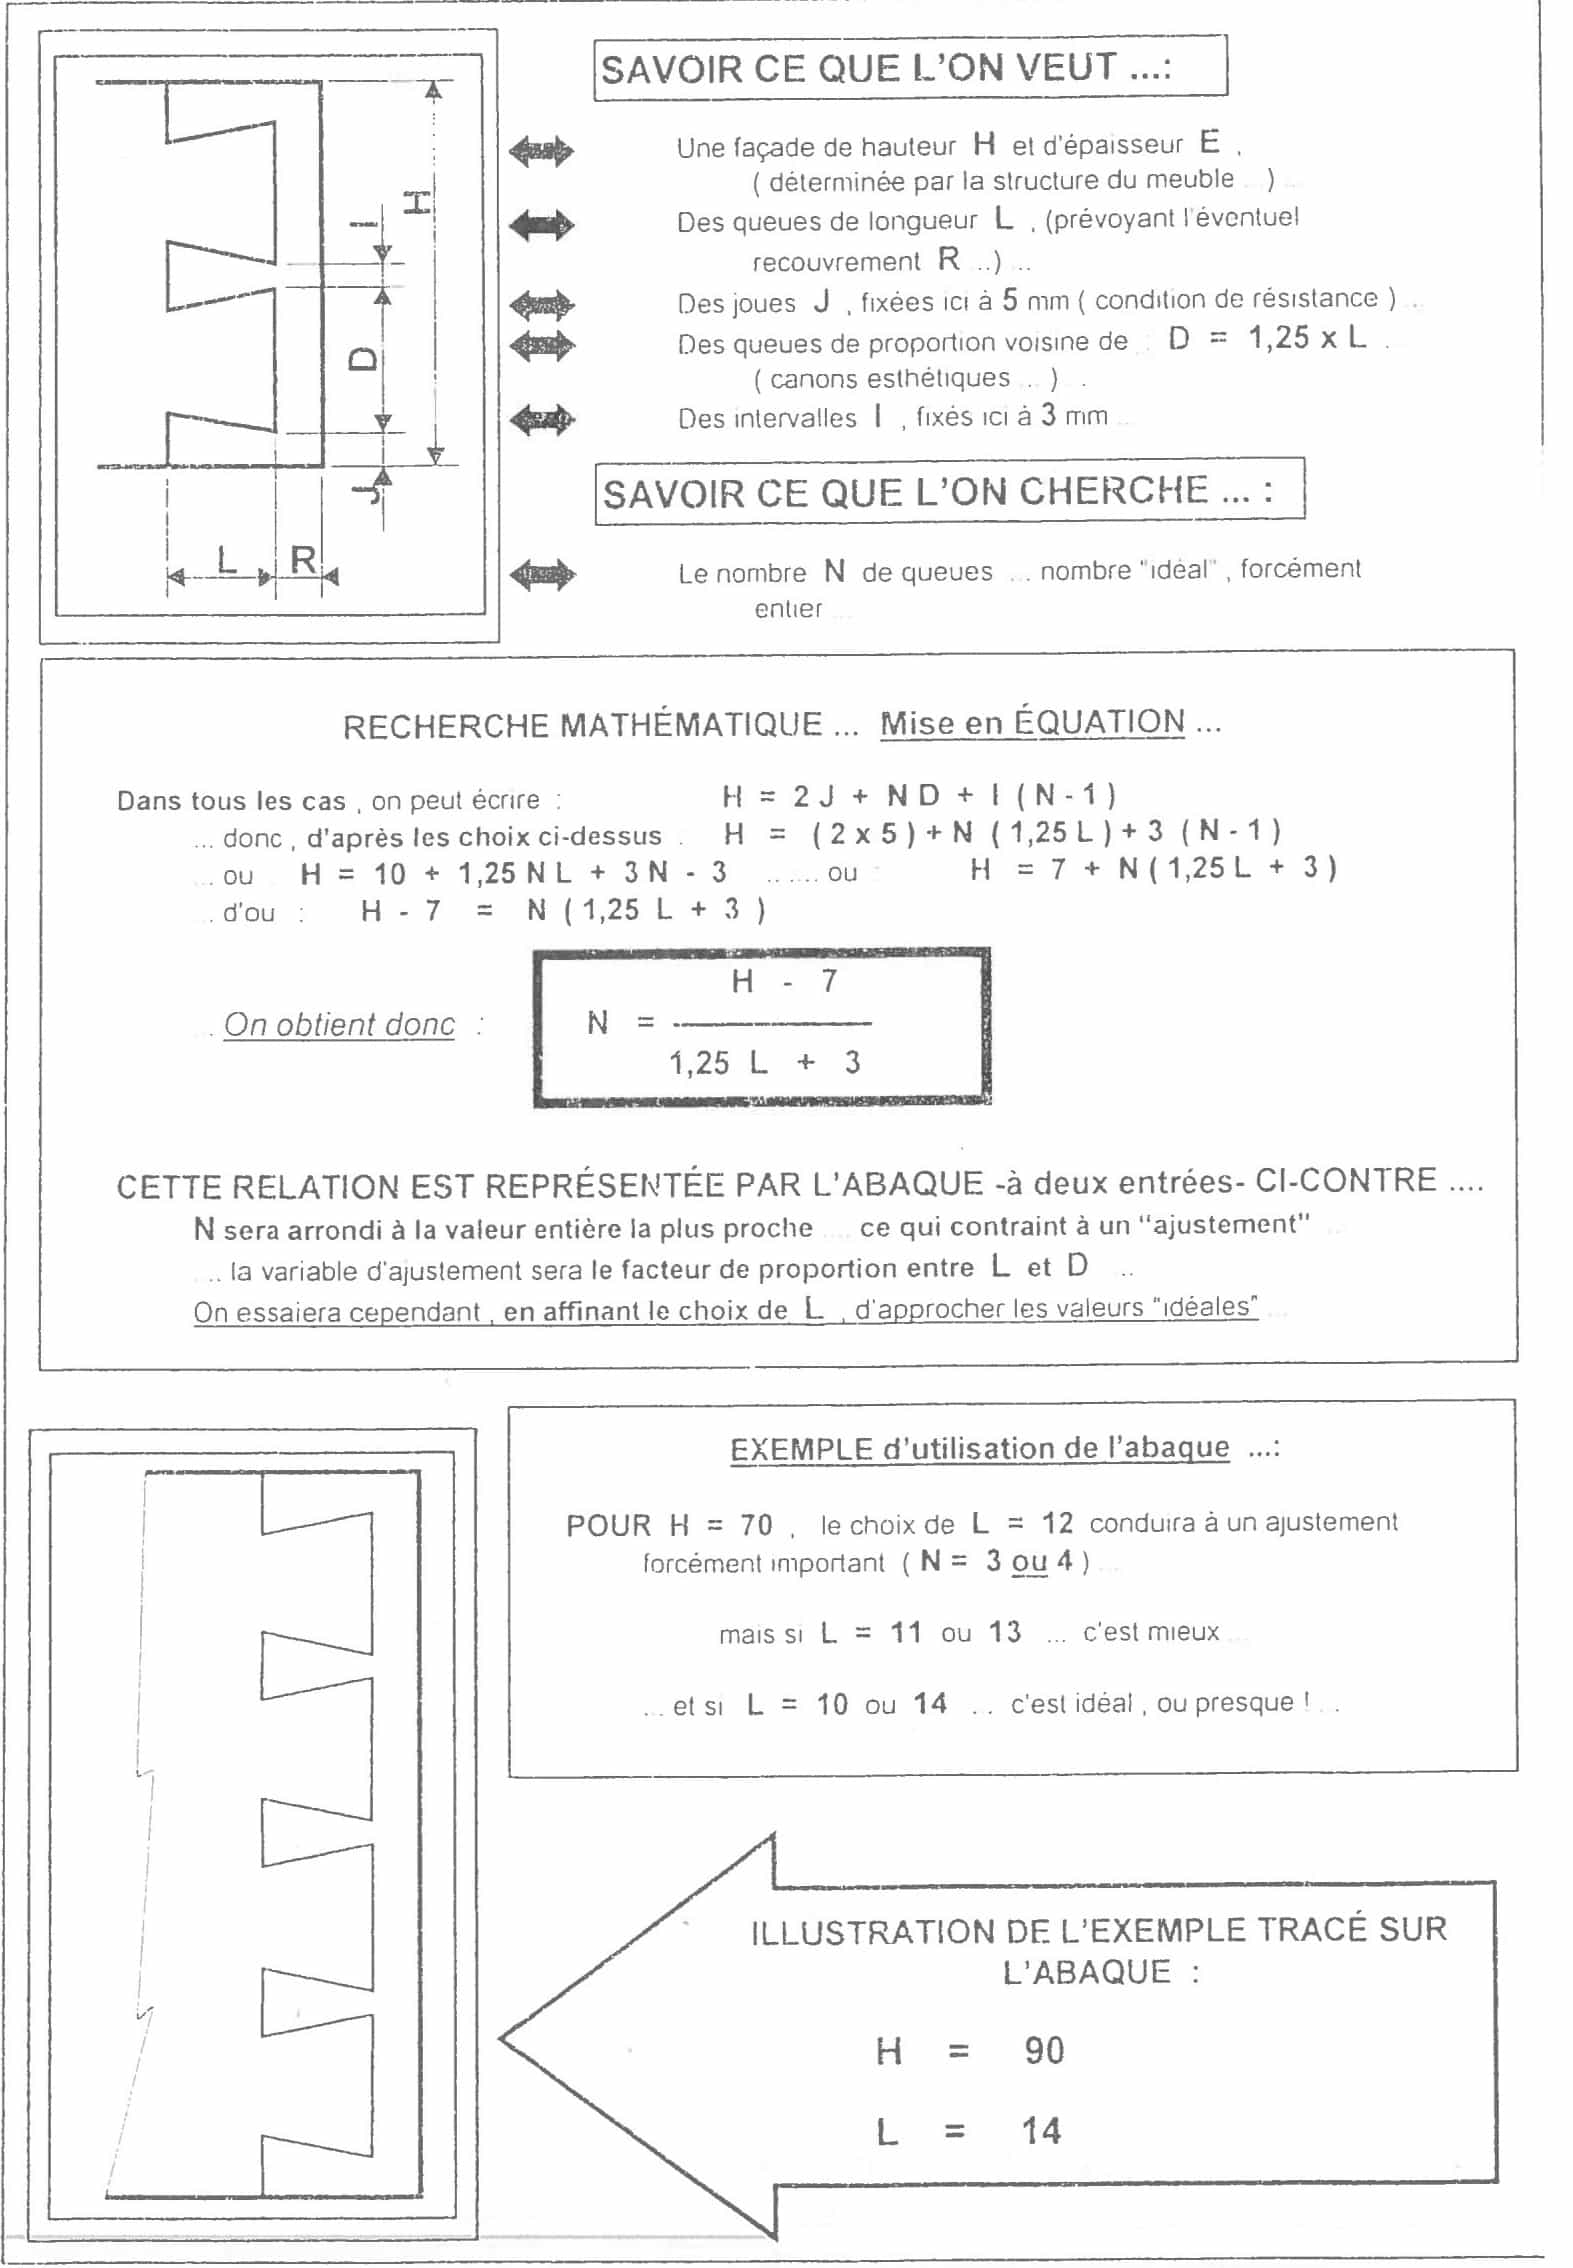 SAVOIR CE QUE L'ON VEUT ...:
Une façade de hauteur H et d'épaisseur E .
( déterminée par la structure du meuble ... )
Des queues de longueur L , (prévoyant l'éventuel
recouvrement R ...) ...
Des joues J , fixées ici à 5 mm ( condition de résistance ) ...
Des queues de proportion voisine de : D = 1,25 x L .
( canons esthétiques ... ) .
Des intervalles I , fixés ici à 3 mm ...
H
I
D
J
L
R
SAVOIR CE QUE L'ON CHERCHE ... :
Le nombre N de queues ... nombre "idéal" , forcément
entier ...
RECHERCHE MATHÉMATIQUE ... Mise en ÉQUATION ...
Dans tous les cas , on peut écrire : H = 2 J + N D + I ( N - 1 )
... donc , d'après les choix ci-dessus : H = ( 2 x 5 ) + N ( 1,25 L ) + 3 ( N - 1 )
... ou H = 10 + 1,25 N L + 3 N - 3 ...... ou : H = 7 + N ( 1,25 L + 3 )
... d'ou : H - 7 = N ( 1,25 L + 3 )
H - 7
... On obtient donc : N =
1,25 L + 3
CETTE RELATION EST REPRÉSENTÉE PAR L'ABAQUE -à deux entrées- CI-CONTRE ....
N sera arrondi à la valeur entière la plus proche .... ce qui contraint à un "ajustement" ...
... la variable d'ajustement sera le facteur de proportion entre L et D ...
On essaiera cependant , en affinant le choix de L , d'approcher les valeurs "idéales" ...
EXEMPLE d'utilisation de l'abaque ...:
POUR H = 70 , le choix de L = 12 conduira à un ajustement
forcément important ( N = 3 ou 4 ) ...
mais si L = 11 ou 13 ... c'est mieux ...
... et si L = 10 ou 14 ... c'est idéal , ou presque ! ...
ILLUSTRATION DE L'EXEMPLE TRACÉ SUR
L'ABAQUE :
H = 90
L = 14